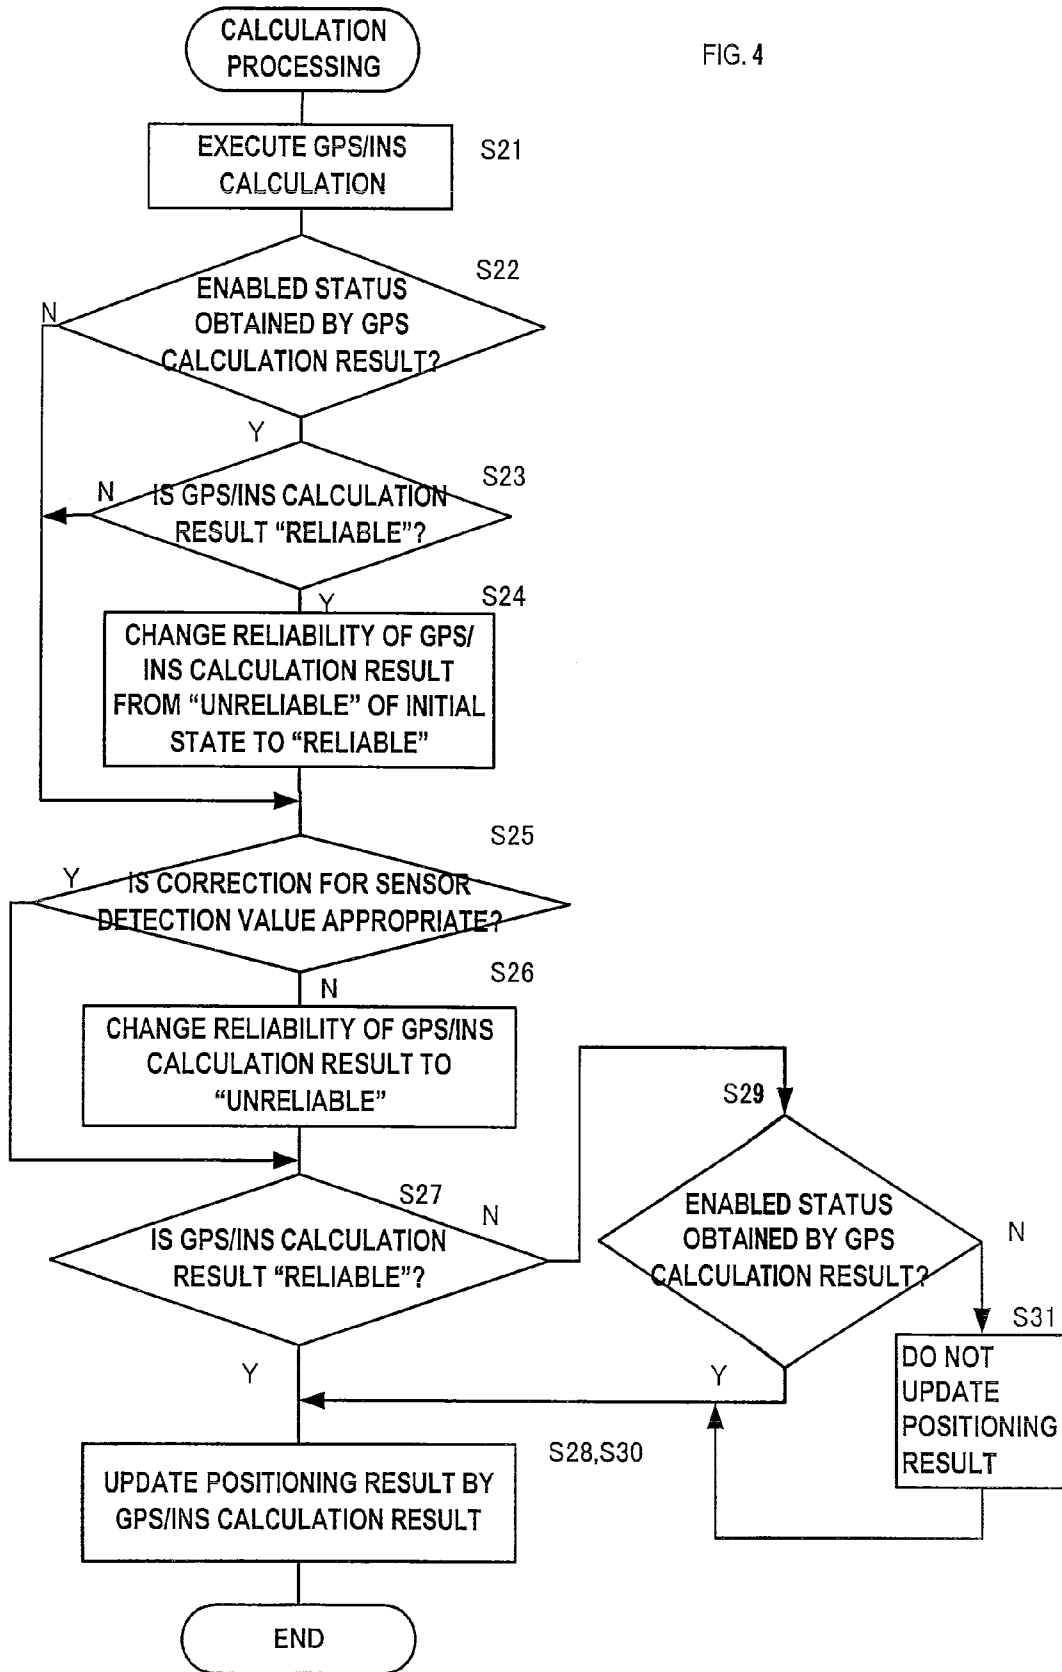 CALCULATION
PROCESSING
FIG. 4
EXECUTE GPS/INS
CALCULATION
S21
S22
ENABLED STATUS
OBTAINED BY GPS
CALCULATION RESULT?
N
Y
S23
N
IS GPS/INS CALCULATION
RESULT “RELIABLE”?
Y
S24
CHANGE RELIABILITY OF GPS/
INS CALCULATION RESULT
FROM “UNRELIABLE” OF INITIAL
STATE TO “RELIABLE”
S25
Y
IS CORRECTION FOR SENSOR
DETECTION VALUE APPROPRIATE?
N
S26
CHANGE RELIABILITY OF GPS/INS
CALCULATION RESULT TO
“UNRELIABLE”
S27
N
IS GPS/INS CALCULATION
RESULT “RELIABLE”?
Y
S29
ENABLED STATUS
OBTAINED BY GPS
CALCULATION RESULT?
N
Y
S31
DO NOT
UPDATE
POSITIONING
RESULT
S28,S30
UPDATE POSITIONING RESULT BY
GPS/INS CALCULATION RESULT
END